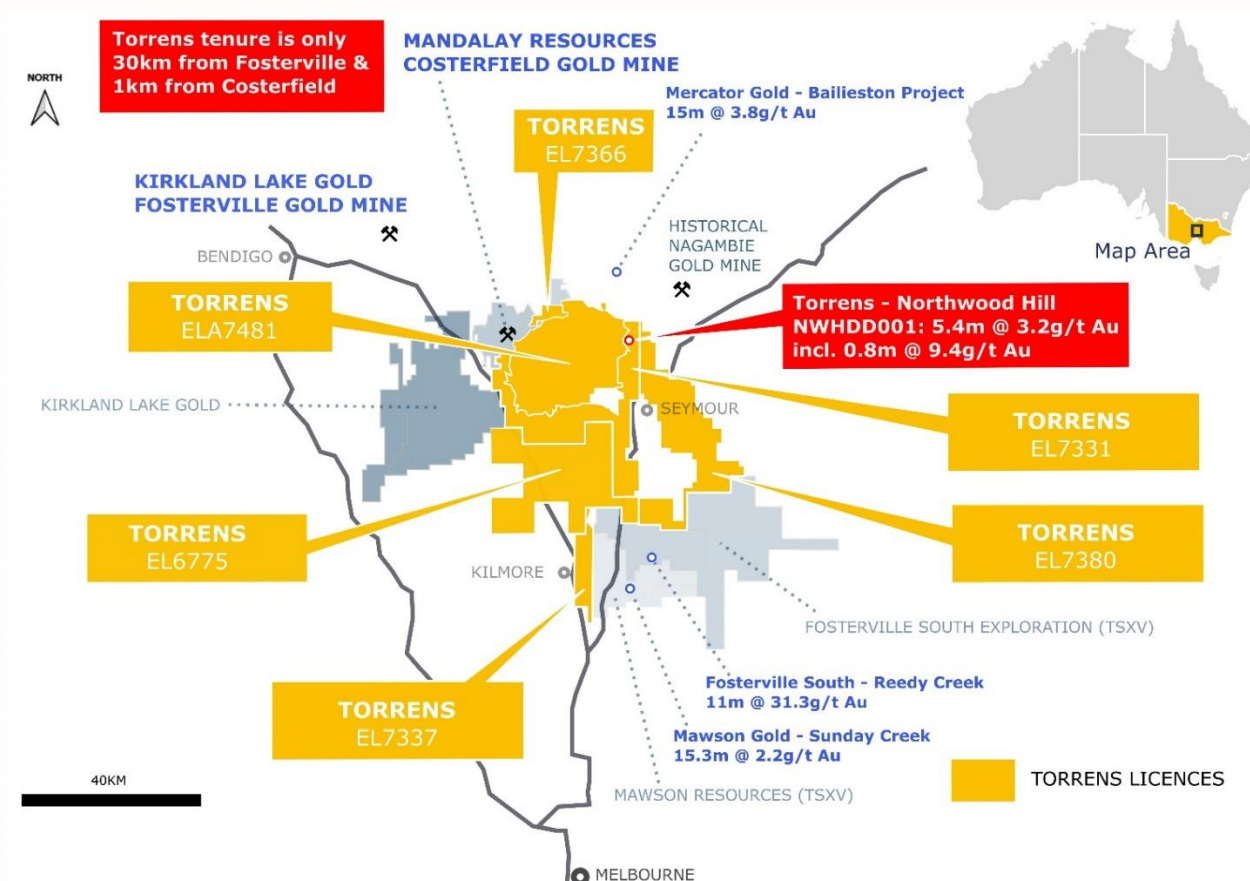 Torrens tenure is only
30km from Fosterville &
1km from Costerfield
MANDALAY RESOURCES
COSTERFIELD GOLD MINE
NORTH
Mercator Gold - Bailieston Project
15m @ 3.8g/t Au
TORRENS
EL7366
KIRKLAND LAKE GOLD
FOSTERVILLE GOLD MINE
HISTORICAL
NAGAMBIE
GOLD MINE
BENDIGO
Map Area
TORRENS
ELA7481
Torrens - Northwood Hill
NWHDD001: 5.4m @ 3.2g/t Au
incl. 0.8m @ 9.4g/t Au
KIRKLAND LAKE GOLD
SEYMOUR
TORRENS
EL7331
TORRENS
EL6775
TORRENS
EL7380
KILMORE
FOSTERVILLE SOUTH EXPLORATION (TSXV)
TORRENS
EL7337
Fosterville South - Reedy Creek
11m @ 31.3g/t Au
Mawson Gold - Sunday Creek
15.3m @ 2.2g/t Au
40KM
MAWSON RESOURCES (TSXV)
TORRENS LICENCES
MELBOURNE